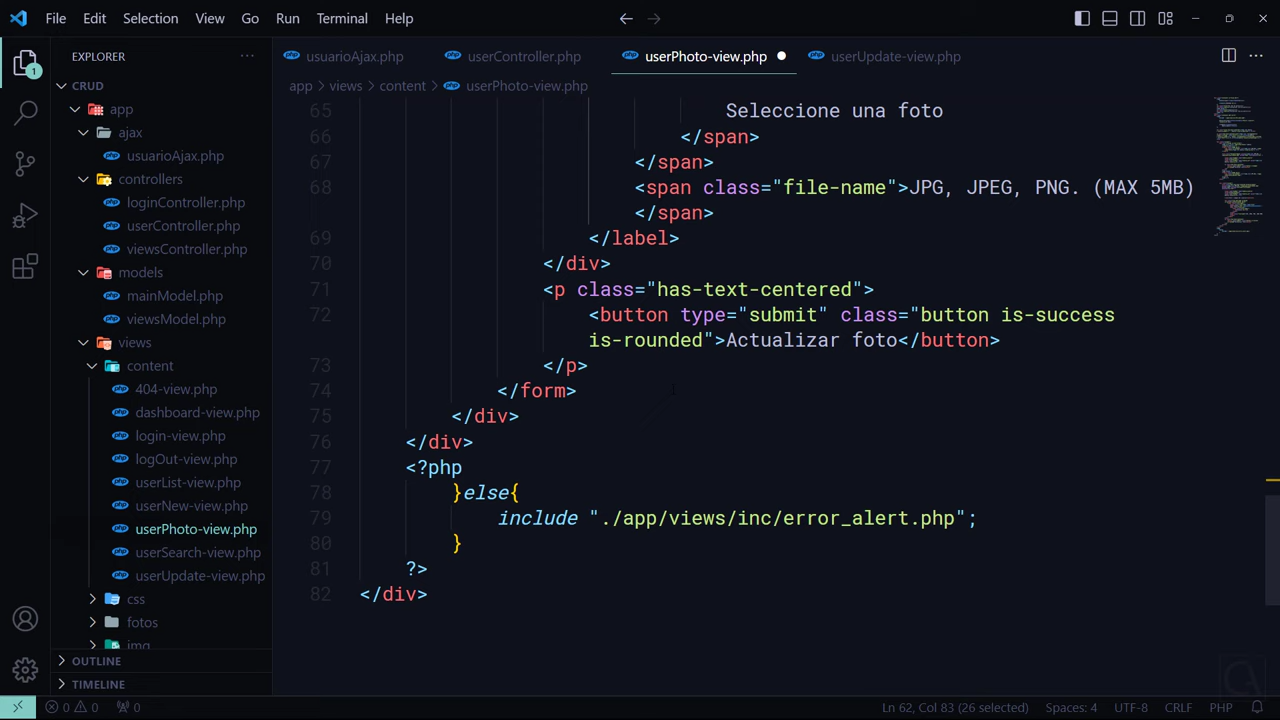 File Edit Selection View Go Run Terminal Help
EXPLORER
usuarioAjax.php userController.php userPhoto-view.php userUpdate-view.php
app > views > content > userPhoto-view.php
1
CRUD
app
ajax
usuarioAjax.php
controllers
loginController.php
userController.php
viewsController.php
models
mainModel.php
viewsModel.php
views
content
404-view.php
dashboard-view.php
login-view.php
logOut-view.php
userList-view.php
userNew-view.php
userPhoto-view.php
userSearch-view.php
userUpdate-view.php
css
fotos
img
OUTLINE
TIMELINE
65 Seleccione una foto
66 </span>
67 </span>
68 <span class="file-name">JPG, JPEG, PNG. (MAX 5MB)
</span>
69 </label>
70 </div>
71 <p class="has-text-centered">
72 <button type="submit" class="button is-success
is-rounded">Actualizar foto</button>
73 </p>
74 </form>
75 </div>
76 </div>
77 <?php
78 }else{
79 include "./app/views/inc/error_alert.php";
80 }
81 ?>
82 </div>
0 0 0 Ln 62, Col 83 (26 selected) Spaces: 4 UTF-8 CRLF PHP